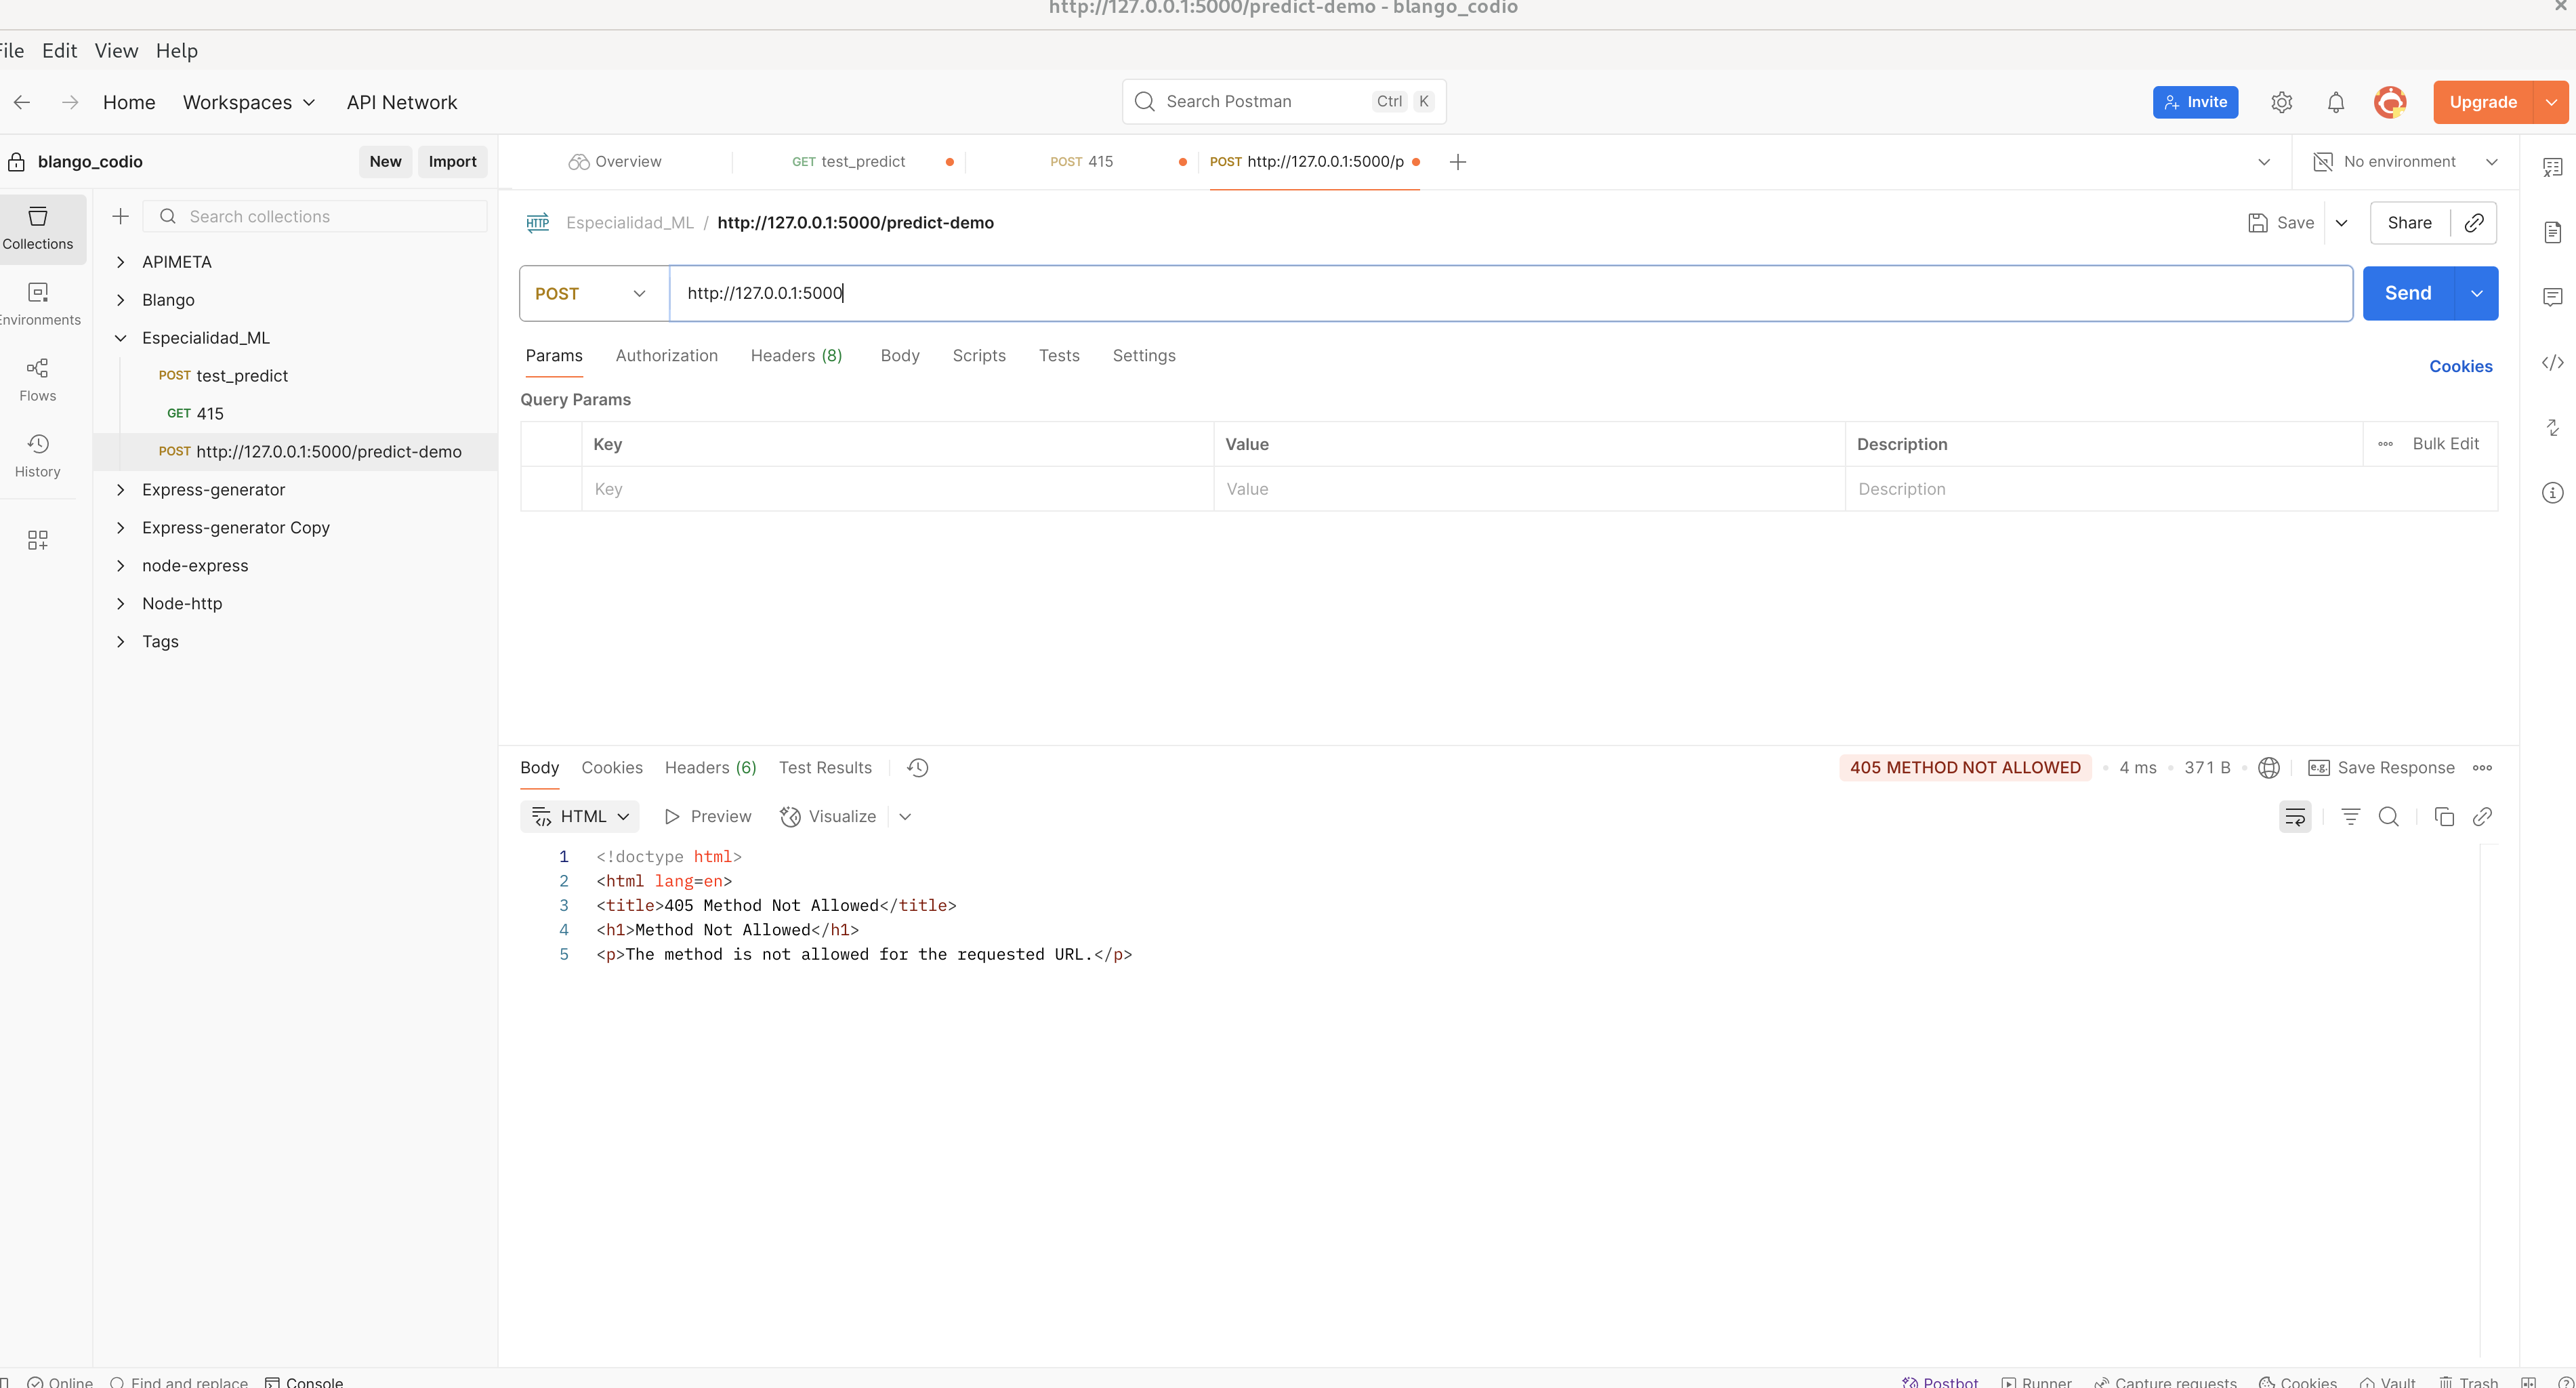 http://127.0.0.1:5000/predict-demo - blango_codio
File Edit View Help
Home Workspaces API Network Search Postman Ctrl K Invite Upgrade
blango_codio New Import Overview GET test_predict POST 415 POST http://127.0.0.1:5000/p No environment
Collections
Environments
Flows
History
Search collections
APIMETA
Blango
Especialidad_ML
POST test_predict
GET 415
POST http://127.0.0.1:5000/predict-demo
Express-generator
Express-generator Copy
node-express
Node-http
Tags
HTTP Especialidad_ML / http://127.0.0.1:5000/predict-demo Save Share
POST http://127.0.0.1:5000 Send
Params Authorization Headers (8) Body Scripts Tests Settings Cookies
Query Params
Key Value Description Bulk Edit
Key Value Description
Body Cookies Headers (6) Test Results 405 METHOD NOT ALLOWED • 4 ms • 371 B • e.g. Save Response
HTML Preview Visualize
1 <!doctype html>
2 <html lang=en>
3 <title>405 Method Not Allowed</title>
4 <h1>Method Not Allowed</h1>
5 <p>The method is not allowed for the requested URL.</p>
Online Find and replace Console Postbot Runner Capture requests Cookies Vault Trash